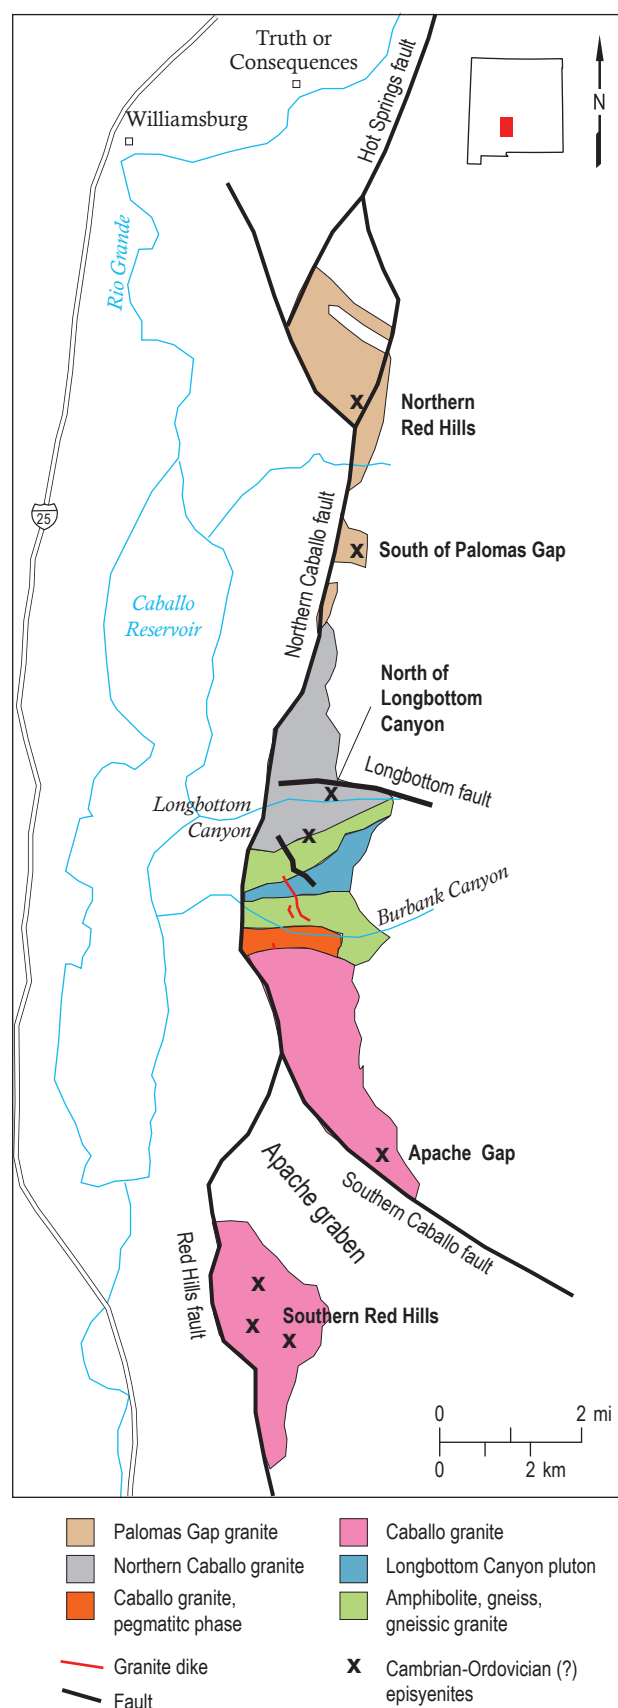 Truth or
Consequences
Williamsburg
Hot Springs fault
N
Rio Grande
Northern
Red Hills
25
South of Palomas Gap
Northern Caballo fault
Caballo
Reservoir
North of
Longbottom
Canyon
Longbottom fault
Longbottom
Canyon
Burbank Canyon
Apache Gap
Apache graben
Southern Caballo fault
Red Hills fault
Southern Red Hills
0 2 mi
0 2 km
Palomas Gap granite
Northern Caballo granite
Caballo granite,
pegmatitc phase
Granite dike
Fault
Caballo granite
Longbottom Canyon pluton
Amphibolite, gneiss,
gneissic granite
x Cambrian-Ordovician (?)
episyenites